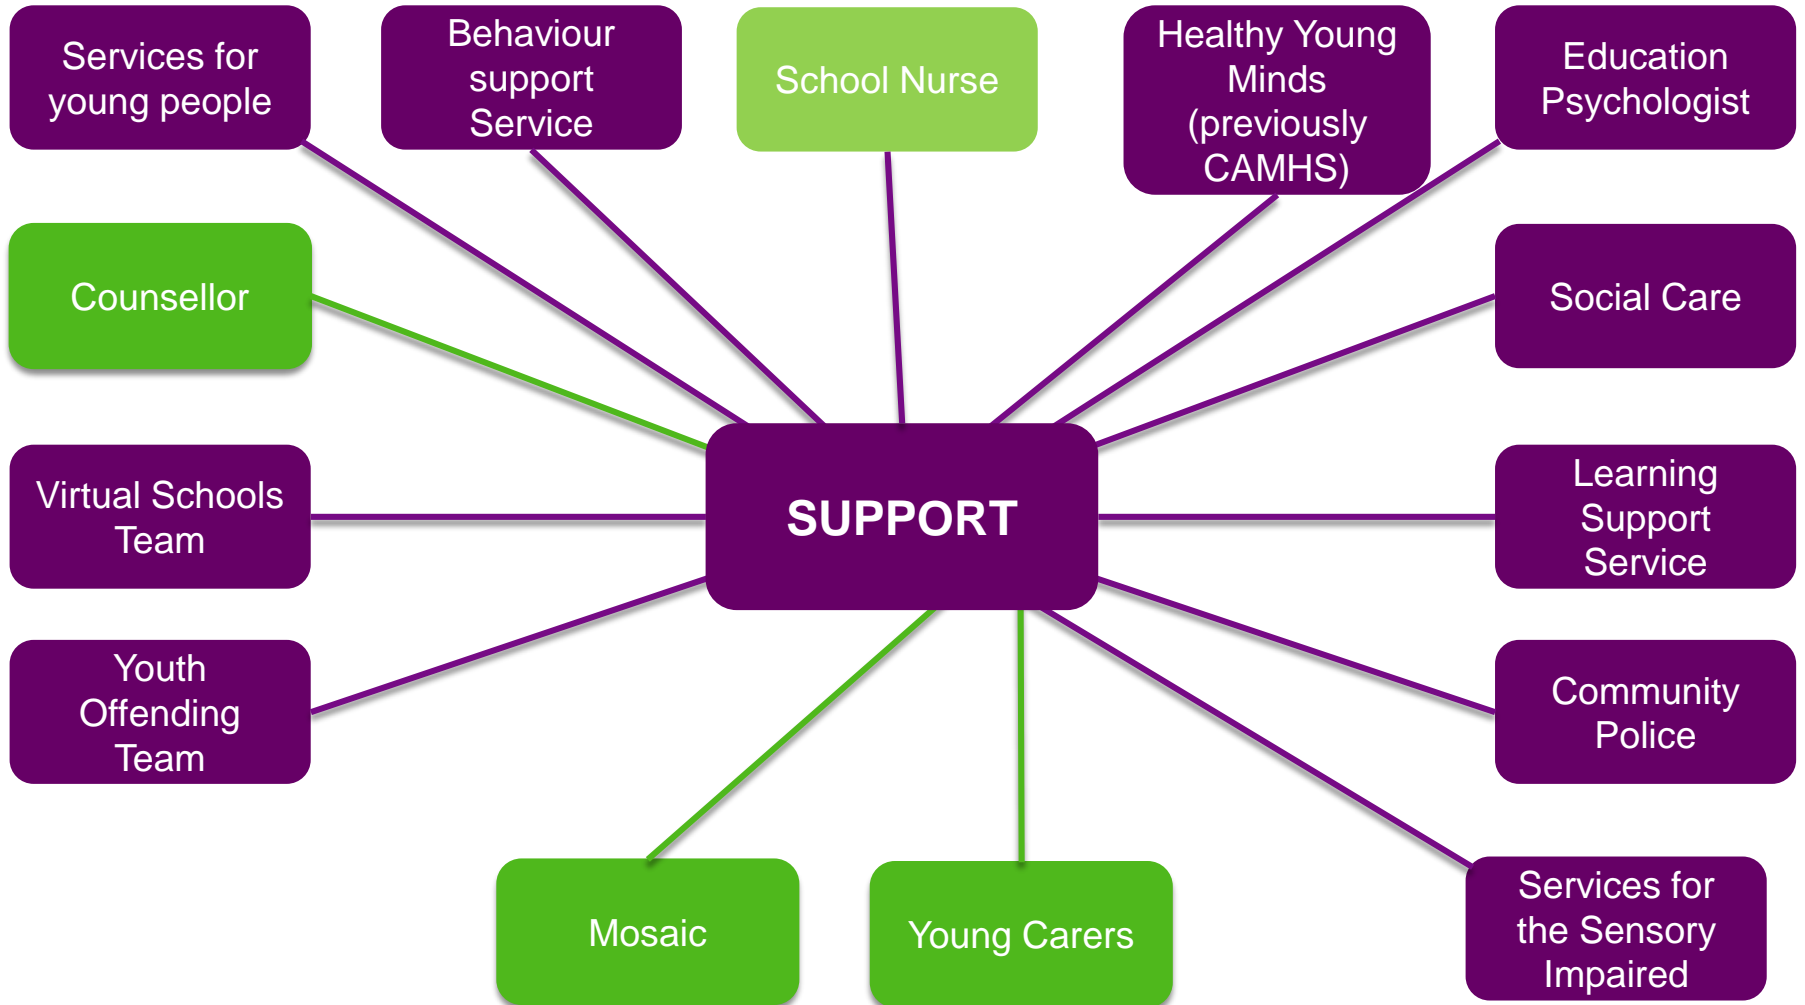 Services for
young people
Behaviour
support
Service
School Nurse
Healthy Young
Minds
(previously
CAMHS)
Education
Psychologist
Counsellor
Social Care
Virtual Schools
Team
SUPPORT
Learning
Support
Service
Youth
Offending
Team
Community
Police
Mosaic
Young Carers
Services for
the Sensory
Impaired